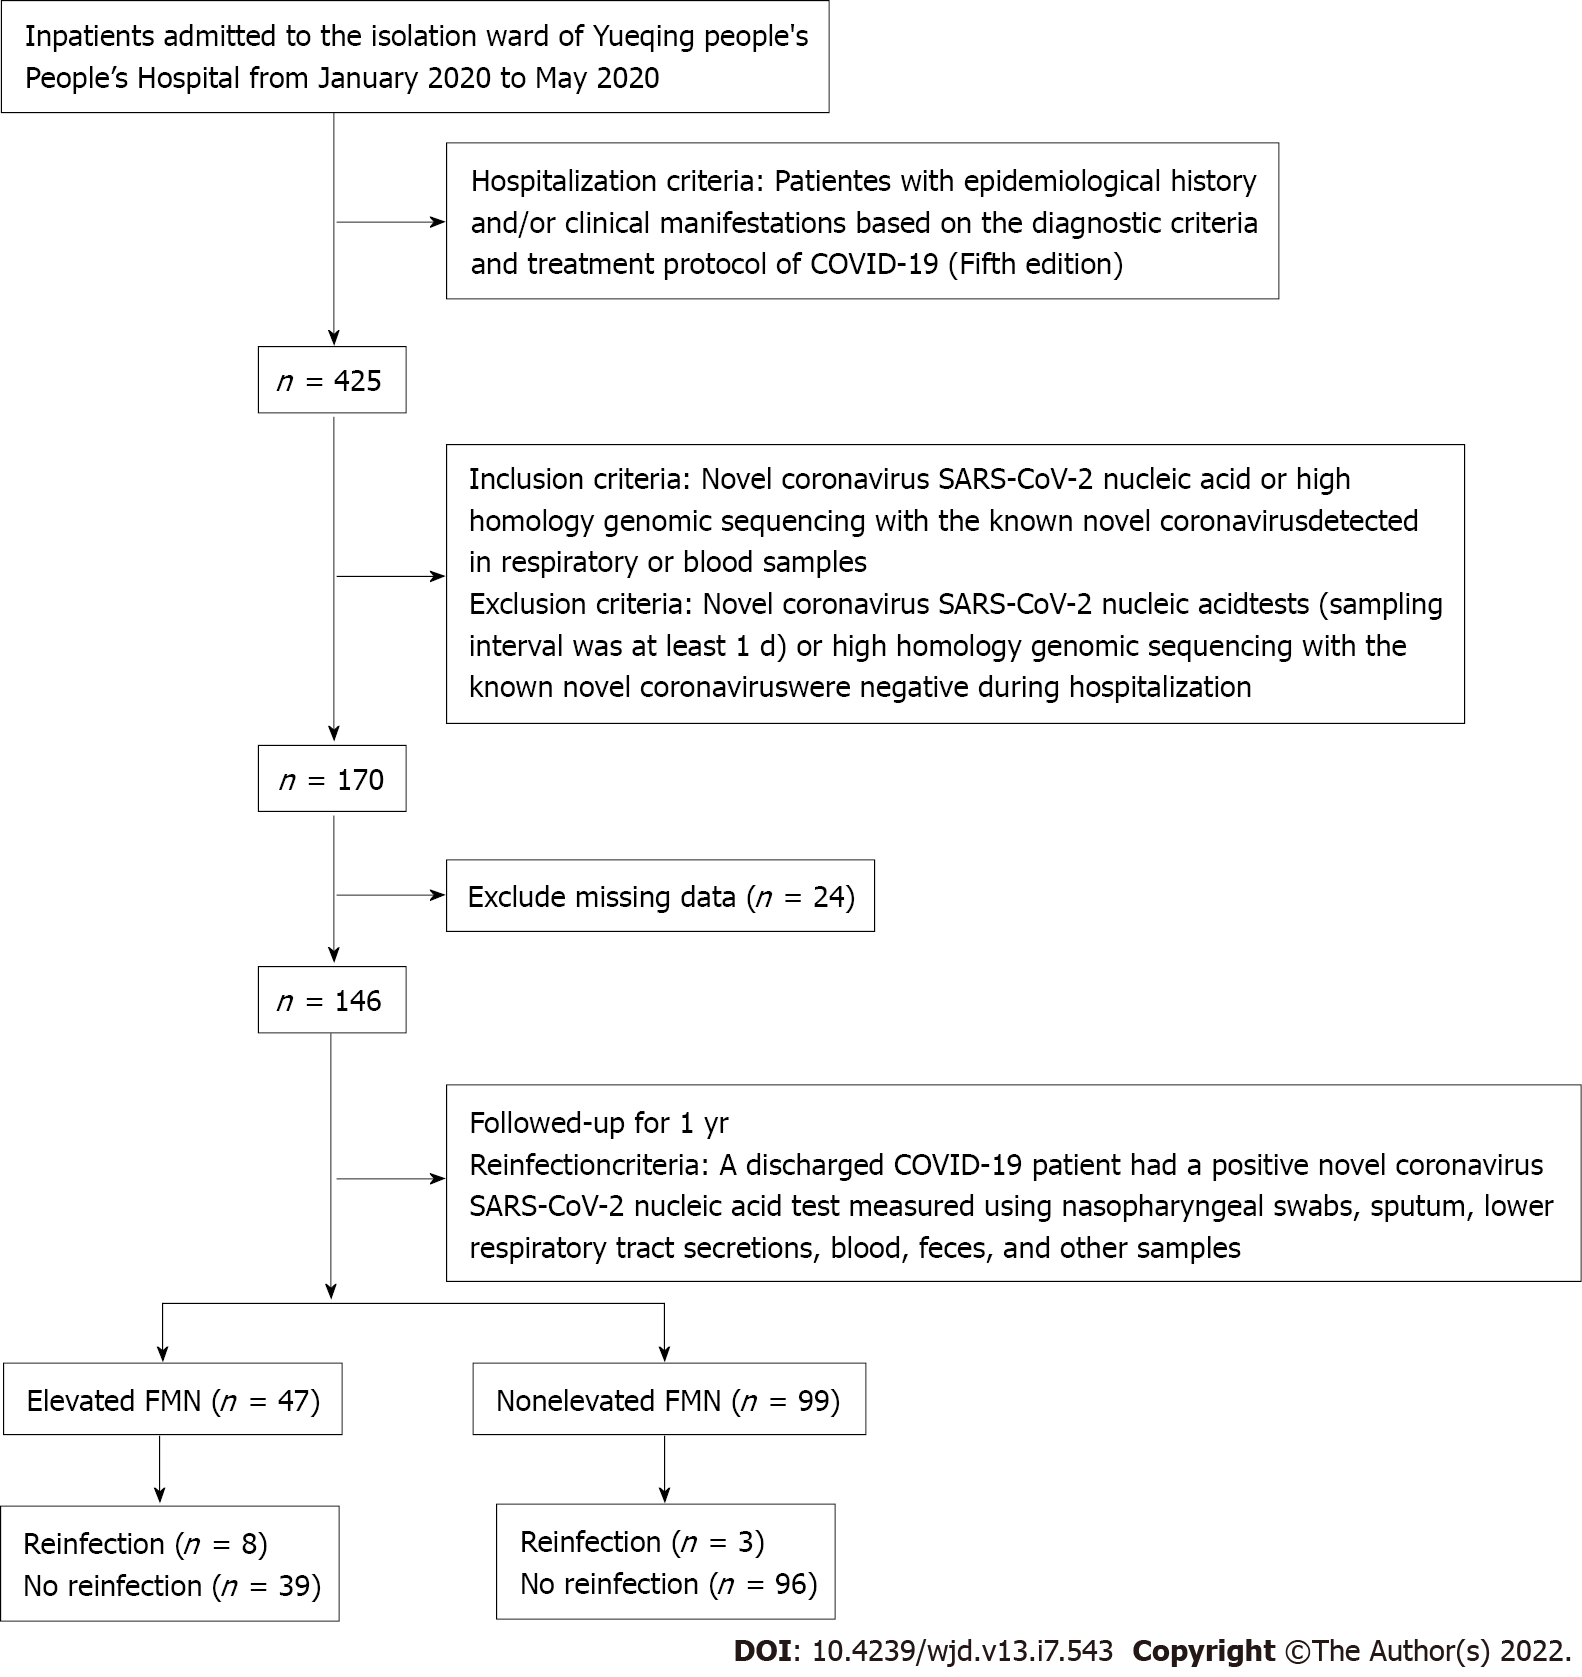 Inpatients admitted to the isolation ward of Yueqing people's
People’s Hospital from January 2020 to May 2020
Hospitalization criteria: Patientes with epidemiological history
and/or clinical manifestations based on the diagnostic criteria
and treatment protocol of COVID-19 (Fifth edition)
n = 425
Inclusion criteria: Novel coronavirus SARS-CoV-2 nucleic acid or high
homology genomic sequencing with the known novel coronavirusdetected
in respiratory or blood samples
Exclusion criteria: Novel coronavirus SARS-CoV-2 nucleic acidtests (sampling
interval was at least 1 d) or high homology genomic sequencing with the
known novel coronaviruswere negative during hospitalization
n = 170
Exclude missing data (n = 24)
n = 146
Followed-up for 1 yr
Reinfectioncriteria: A discharged COVID-19 patient had a positive novel coronavirus
SARS-CoV-2 nucleic acid test measured using nasopharyngeal swabs, sputum, lower
respiratory tract secretions, blood, feces, and other samples
Elevated FMN (n = 47)
Nonelevated FMN (n = 99)
Reinfection (n = 8)
No reinfection (n = 39)
Reinfection (n = 3)
No reinfection (n = 96)
DOI: 10.4239/wjd.v13.i7.543 Copyright ©The Author(s) 2022.